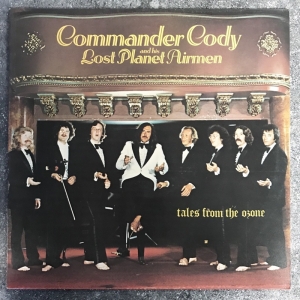 Commander Cody
and his
Lost Planet Airmen
tales from the ozone